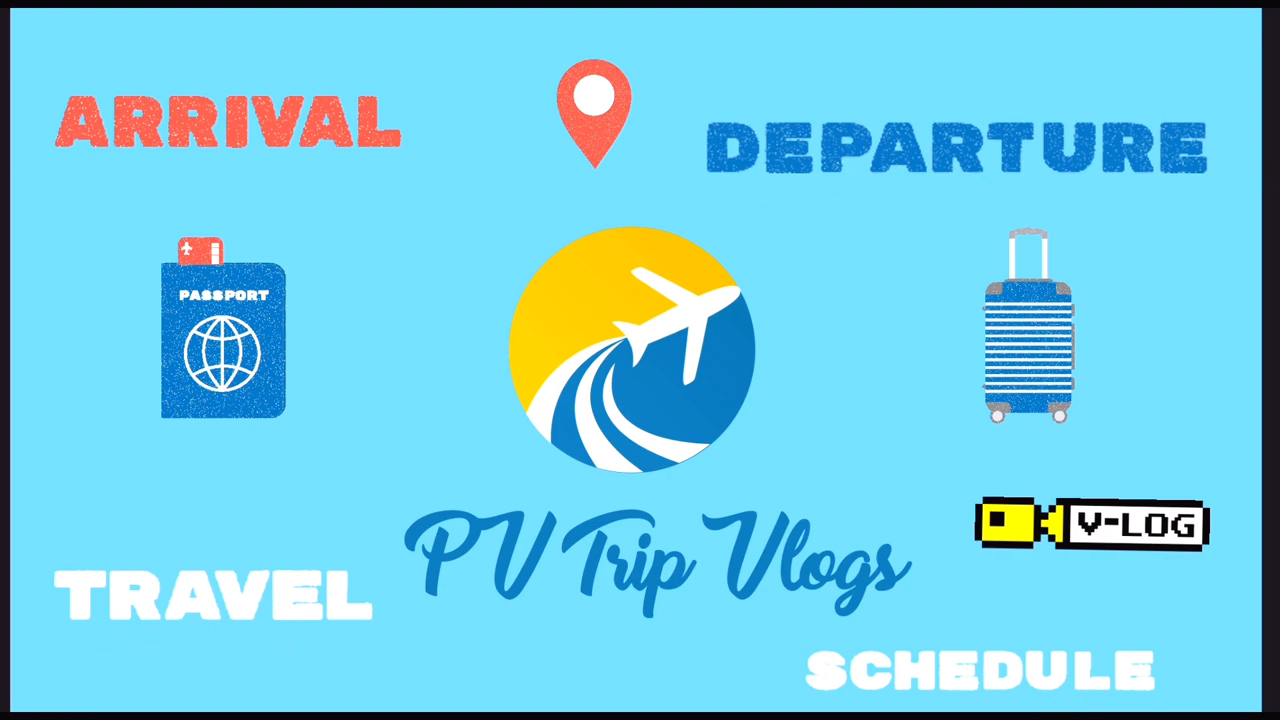 ARRIVAL
DEPARTURE
PASSPORT
V-LOG
PV Trip Vlogs
TRAVEL
SCHEDULE